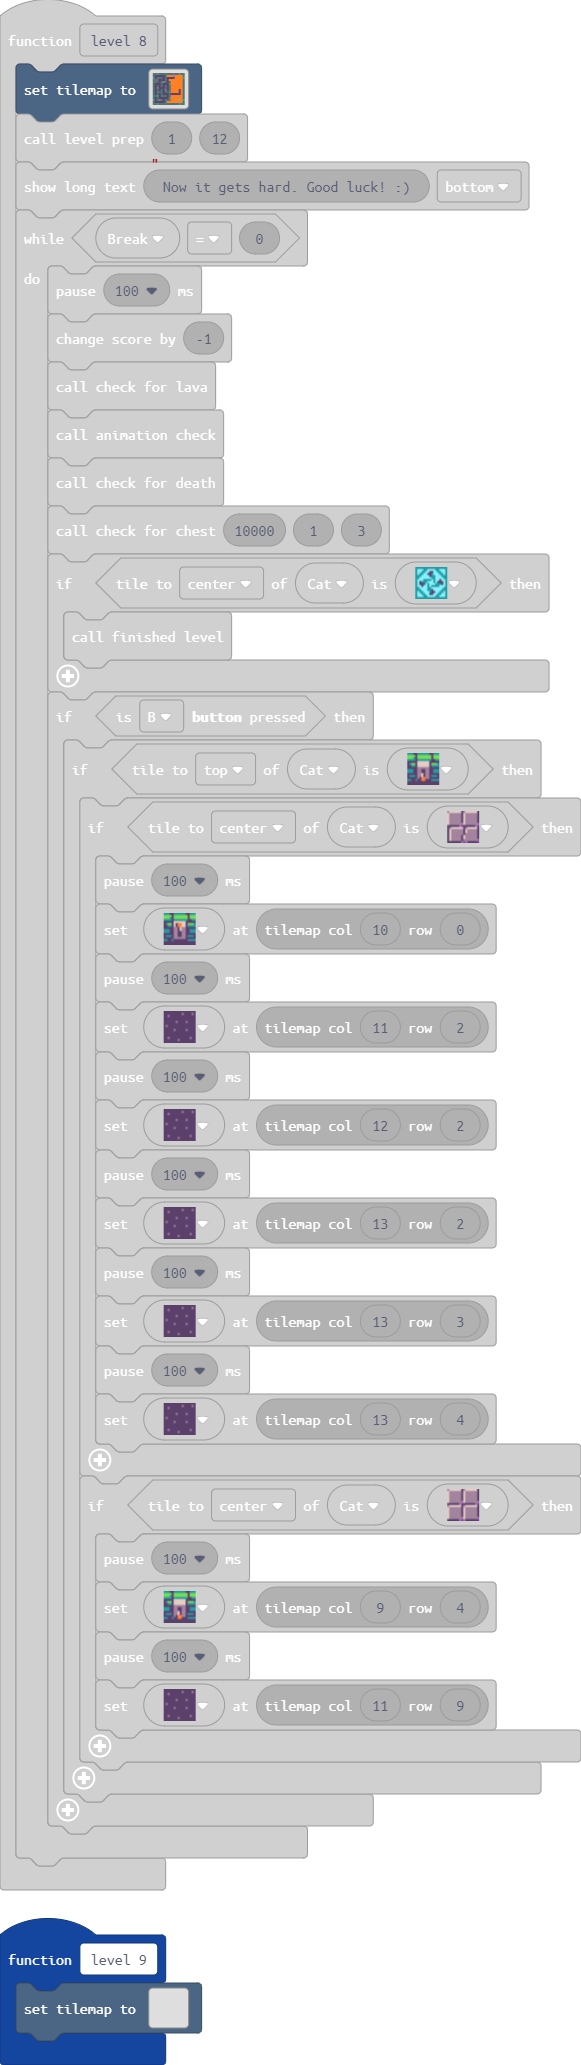 function level 8
set tilemap to
call level prep 1 12
show long text " Now it gets hard. Good luck! :) bottom
while Break = 0
do
pause 100 ms
change score by -1
call check for lava
call animation check
call check for death
call check for chest 10000 1 3
if tile to center of Cat is then
call finished level
if is B button pressed then
if tile to top of Cat is then
if tile to center of Cat is then
pause 100 ms
set at tilemap col 10 row 0
pause 100 ms
set at tilemap col 11 row 2
pause 100 ms
set at tilemap col 12 row 2
pause 100 ms
set at tilemap col 13 row 2
pause 100 ms
set at tilemap col 13 row 3
pause 100 ms
set at tilemap col 13 row 4
if tile to center of Cat is then
pause 100 ms
set at tilemap col 9 row 4
pause 100 ms
set at tilemap col 11 row 9
function level 9
set tilemap to